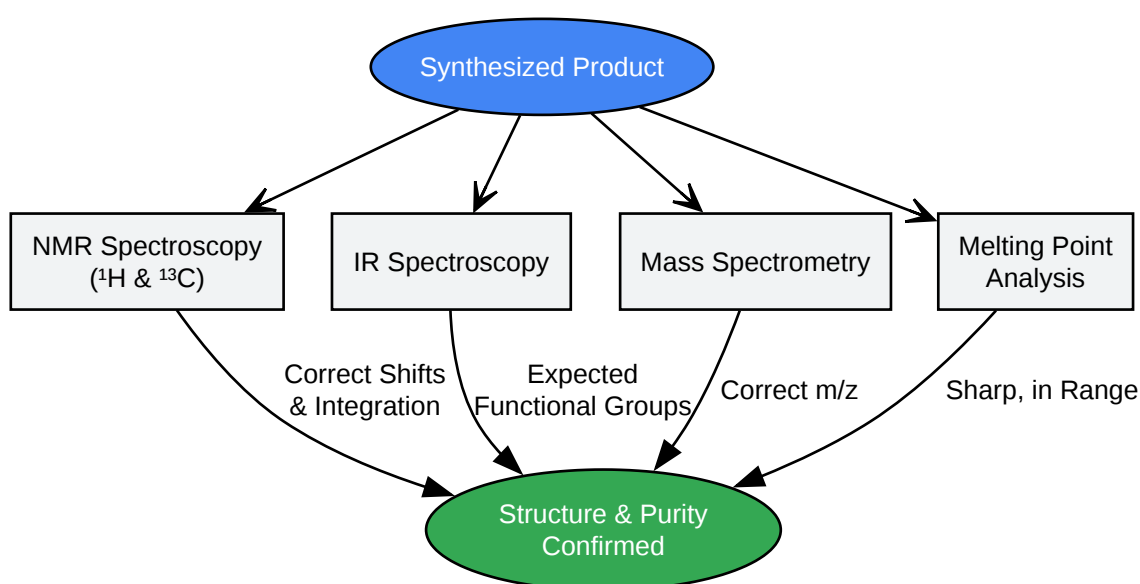 Synthesized Product
NMR Spectroscopy
(¹H & ¹³C)
IR Spectroscopy
Mass Spectrometry
Melting Point
Analysis
Correct Shifts
& Integration
Expected
Functional Groups
Correct m/z
Sharp, in Range
Structure & Purity
Confirmed